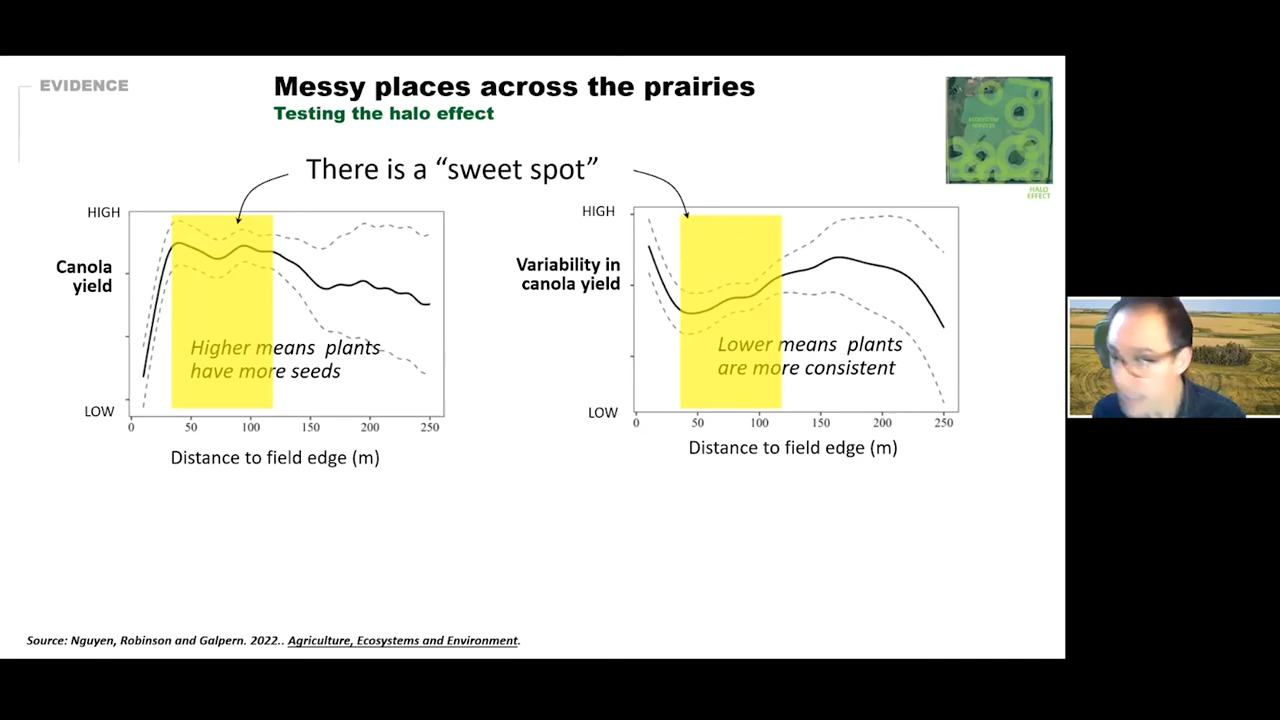 EVIDENCE
Messy places across the prairies
Testing the halo effect
ECOSYSTEM
SERVICES
HALO
EFFECT
There is a “sweet spot”
HIGH
Canola
yield
Higher means plants
have more seeds
LOW
0 50 100 150 200 250
Distance to field edge (m)
HIGH
Variability in
canola yield
Lower means plants
are more consistent
LOW
0 50 100 150 200 250
Distance to field edge (m)
Source: Nguyen, Robinson and Galpern. 2022.. Agriculture, Ecosystems and Environment.